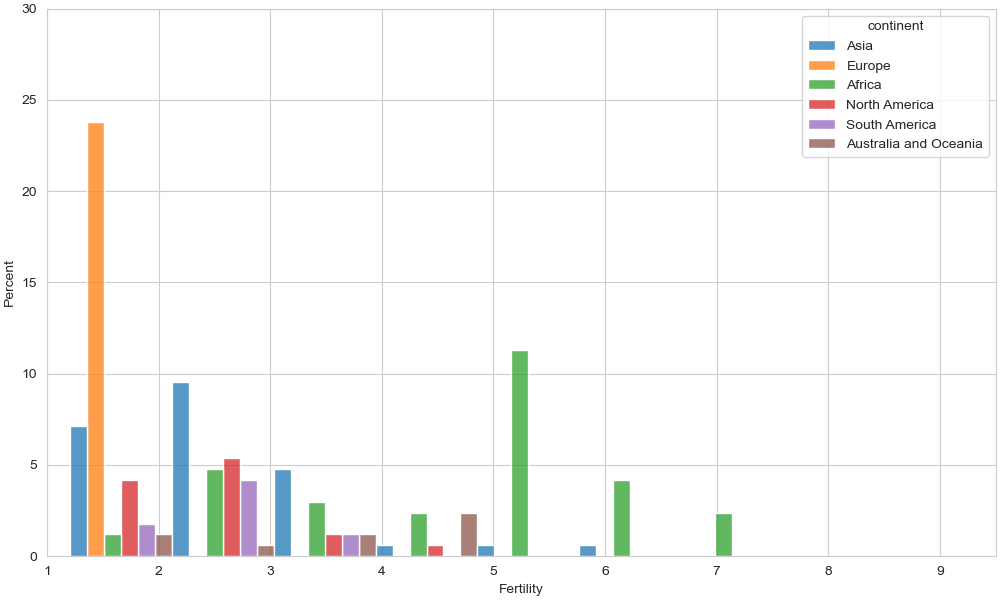 30
25
20
15
10
5
0
Percent
1 2 3 4 5 6 7 8 9
Fertility
continent
Asia
Europe
Africa
North America
South America
Australia and Oceania